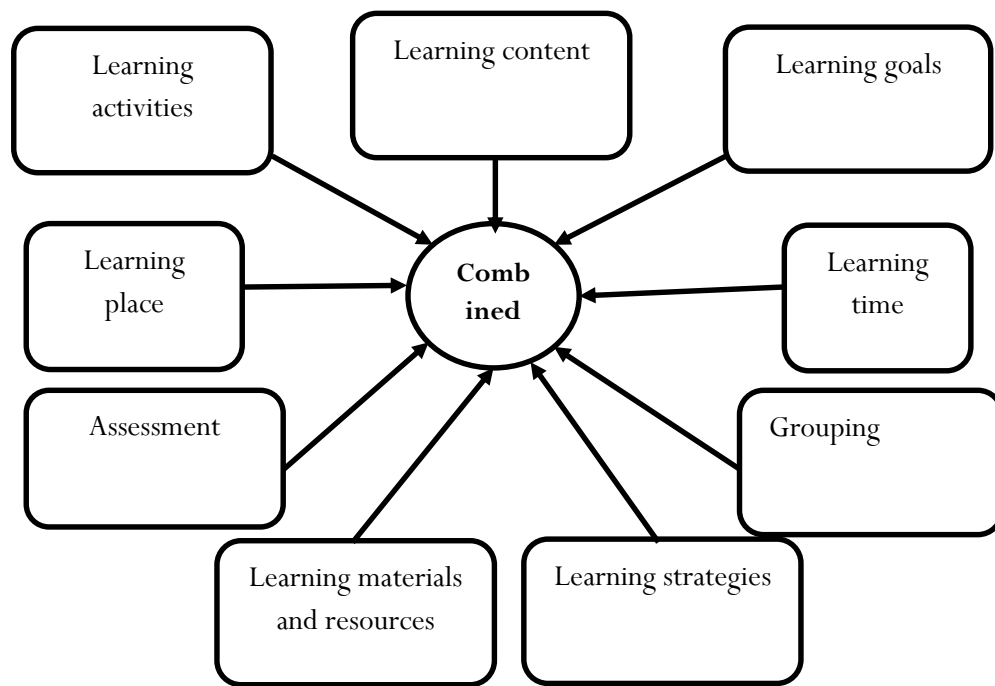 Learning
activities
Learning content
Learning goals
Learning
place
Comb
ined
Learning
time
Assessment
Grouping
Learning materials
and resources
Learning strategies